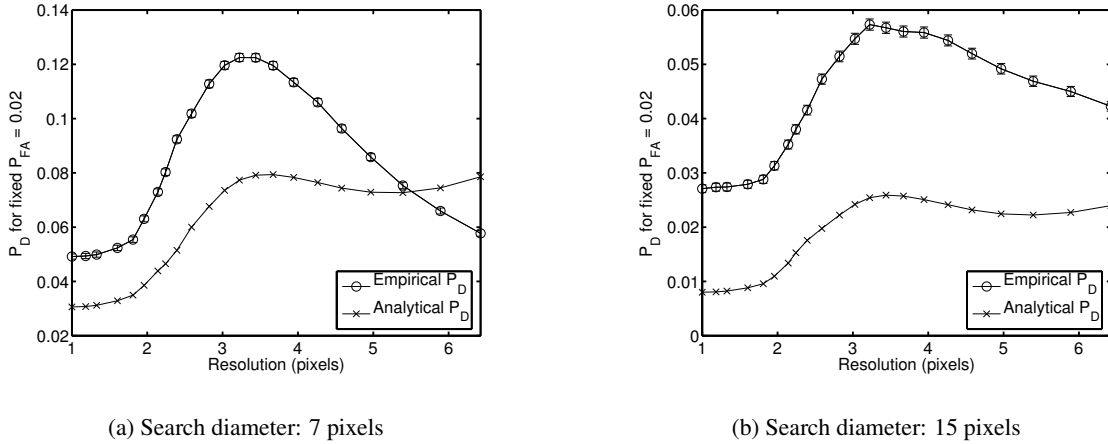 0.14
0.12
0.1
0.08
0.06
0.04
0.02
P_D for fixed P_FA = 0.02
1 2 3 4 5 6
Resolution (pixels)
Empirical P_D
Analytical P_D
(a) Search diameter: 7 pixels
0.06
0.05
0.04
0.03
0.02
0.01
0
P_D for fixed P_FA = 0.02
1 2 3 4 5 6
Resolution (pixels)
Empirical P_D
Analytical P_D
(b) Search diameter: 15 pixels